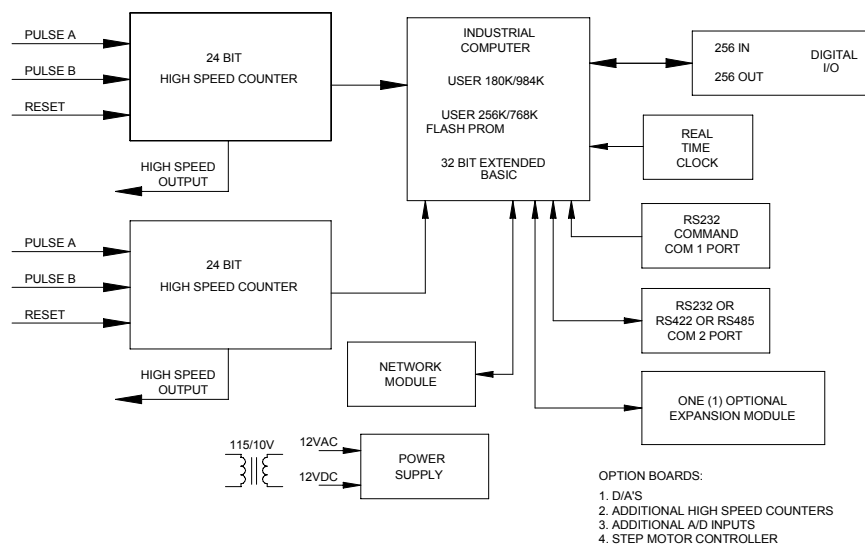 PULSE A
PULSE B
RESET
24 BIT
HIGH SPEED COUNTER
HIGH SPEED
OUTPUT
INDUSTRIAL
COMPUTER
USER 180K/984K
USER 256K/768K
FLASH PROM
32 BIT EXTENDED
BASIC
256 IN
256 OUT
DIGITAL
I/O
REAL
TIME
CLOCK
PULSE A
PULSE B
RESET
24 BIT
HIGH SPEED COUNTER
HIGH SPEED
OUTPUT
RS232
COMMAND
COM 1 PORT
RS232 OR
RS422 OR RS485
COM 2 PORT
NETWORK
MODULE
ONE (1) OPTIONAL
EXPANSION MODULE
115/10V
12VAC
12VDC
POWER
SUPPLY
OPTION BOARDS:
1. D/A'S
2. ADDITIONAL HIGH SPEED COUNTERS
3. ADDITIONAL A/D INPUTS
4. STEP MOTOR CONTROLLER